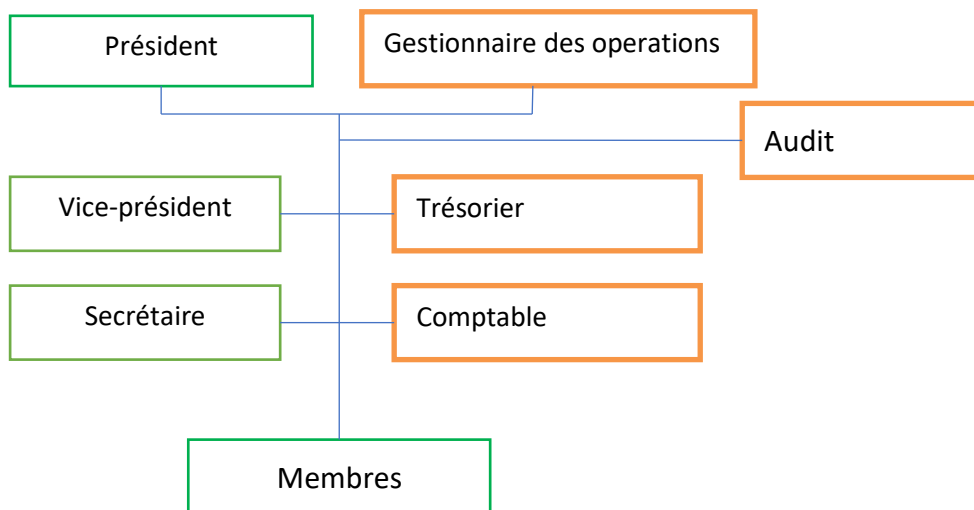 Président
Gestionnaire des operations
Audit
Vice-président
Trésorier
Secrétaire
Comptable
Membres